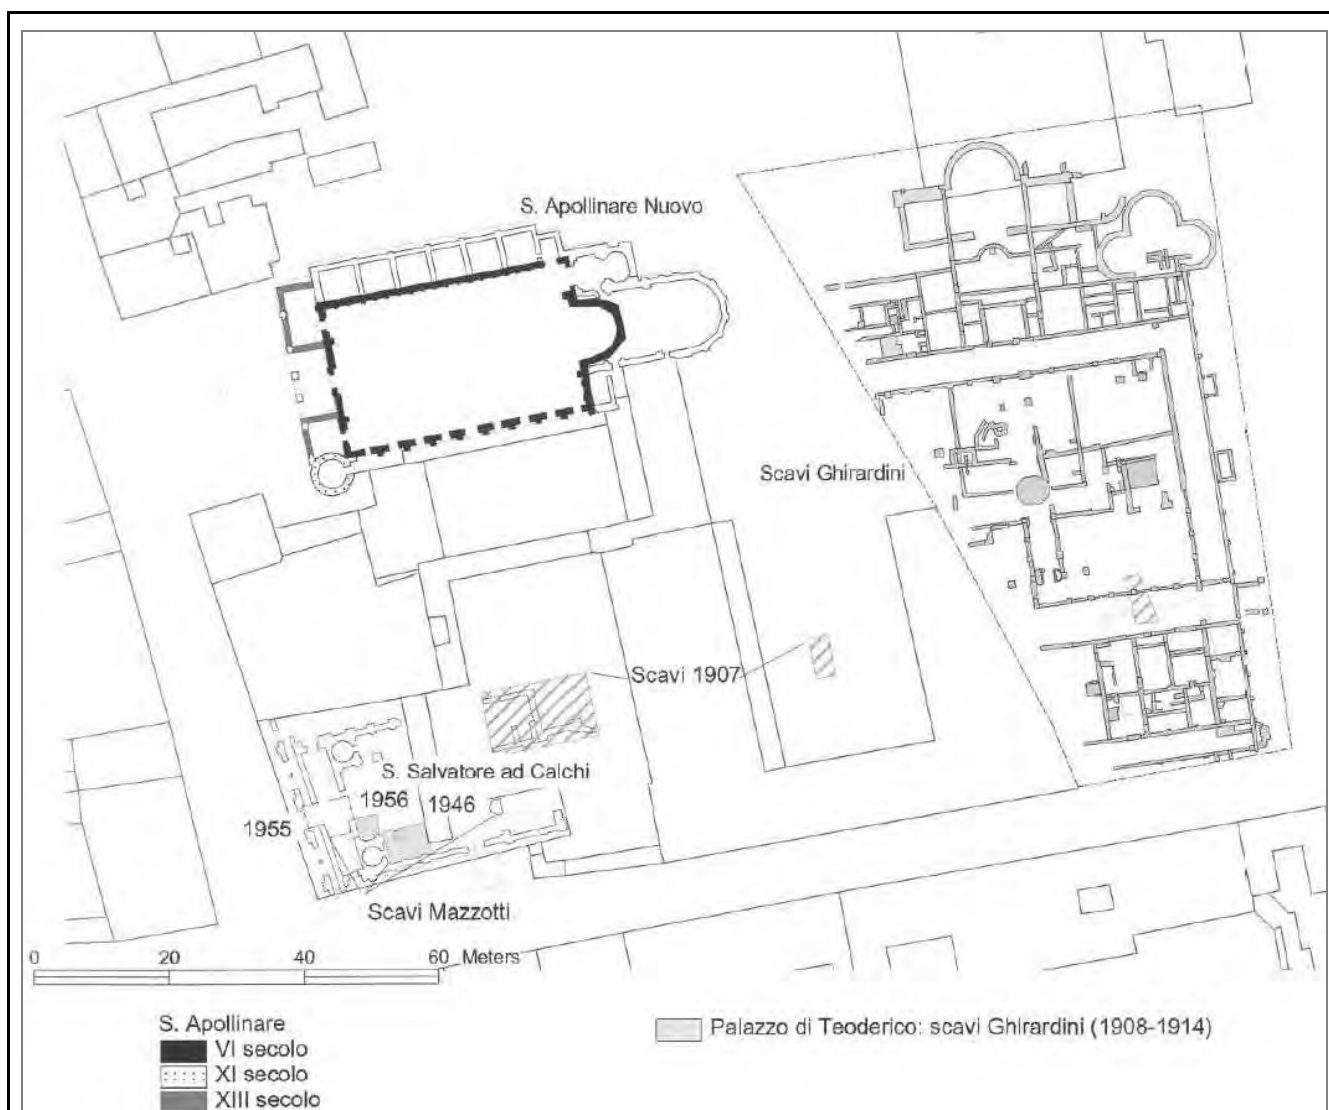 S. Apollinare Nuovo
Scavi Ghirardini
Scavi 1907
S. Salvatore ad Calchi
1956
1946
1955
Scavi Mazzotti
0 20 40 60 Meters
S. Apollinare
VI secolo
XI secolo
XIII secolo
Palazzo di Teoderico: scavi Ghirardini (1908-1914)